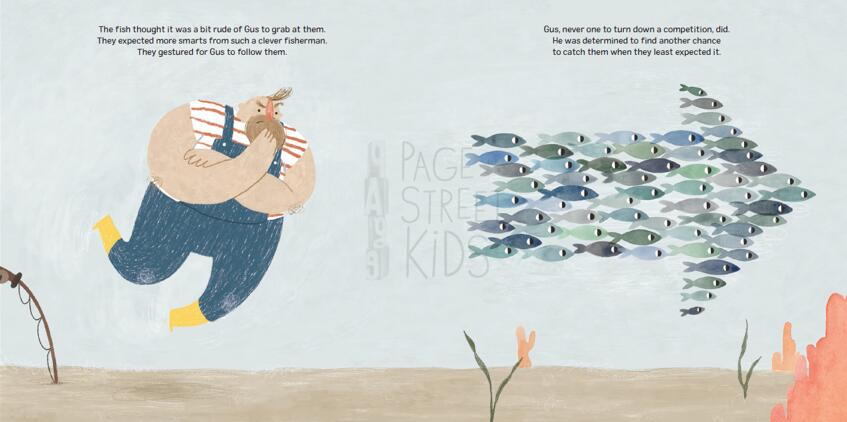 The fish thought it was a bit rude of Gus to grab at them.
They expected more smarts from such a clever fisherman.
They gestured for Gus to follow them.
Gus, never one to turn down a competition, did.
He was determined to find another chance
to catch them when they least expected it.
PAGE
STREET
KiDS